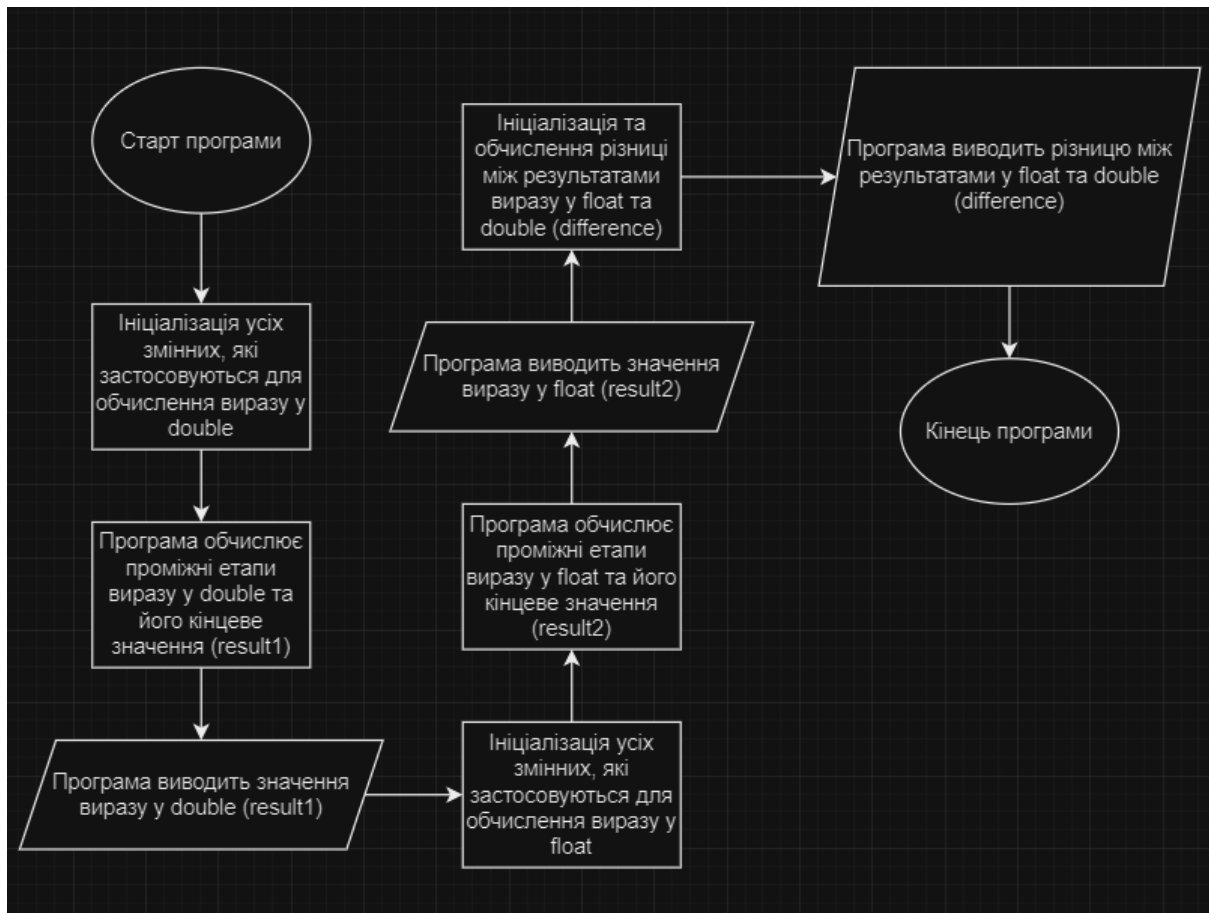 Старт програми
Ініціалізація усіх
змінних, які
застосовуються для
обчислення виразу у
double
Програма обчислює
проміжні етапи
виразу у double та
його кінцеве
значення (result1)
Програма виводить значення
виразу у double (result1)
Ініціалізація усіх
змінних, які
застосовуються для
обчислення виразу у
float
Програма обчислює
проміжні етапи
виразу у float та його
кінцеве значення
(result2)
Програма виводить значення
виразу у float (result2)
Ініціалізація та
обчислення різниці
між результатами
виразу у float та
double (difference)
Програма виводить різницю між
результатами у float та double
(difference)
Кінець програми